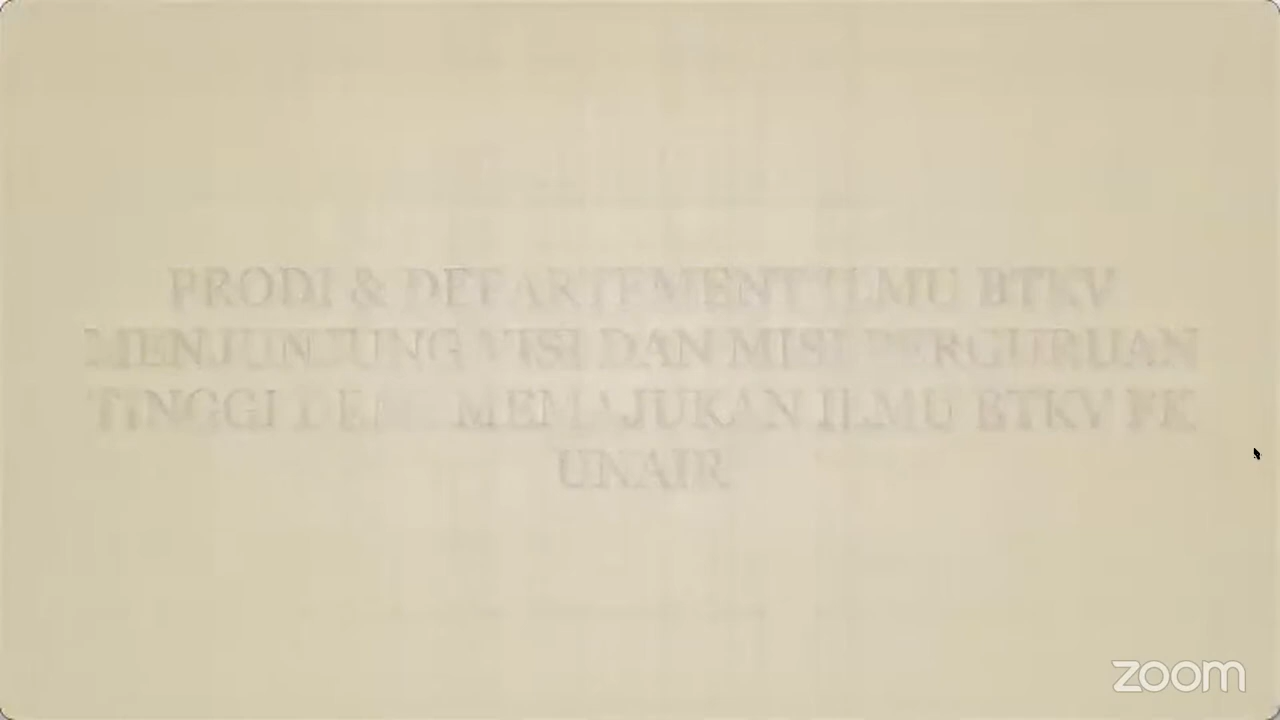 PRODI & DEPARTEMENT ILMU BTKV
MENJUNJUNG VISI DAN MISI PERGURUAN
TINGGI DEMI MEMAJUKAN ILMU BTKV FK
UNAIR
zoom